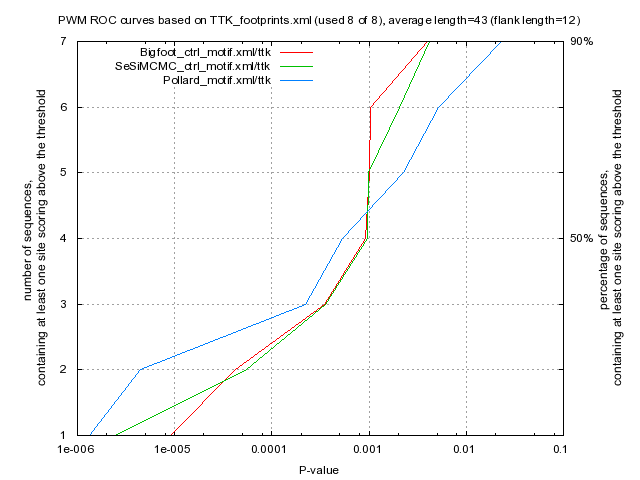 PWM ROC curves based on TTK_footprints.xml (used 8 of 8), average length=43 (flank length=12)
Bigfoot_ctrl_motif.xml/ttk
SeSiMCMC_ctrl_motif.xml/ttk
Pollard_motif.xml/ttk
number of sequences,
containing at least one site scoring above the threshold
7
6
5
4
3
2
1
90%
50%
percentage of sequences,
containing at least one site scoring above the threshold
1e-006 1e-005 0.0001 0.001 0.01 0.1
P-value